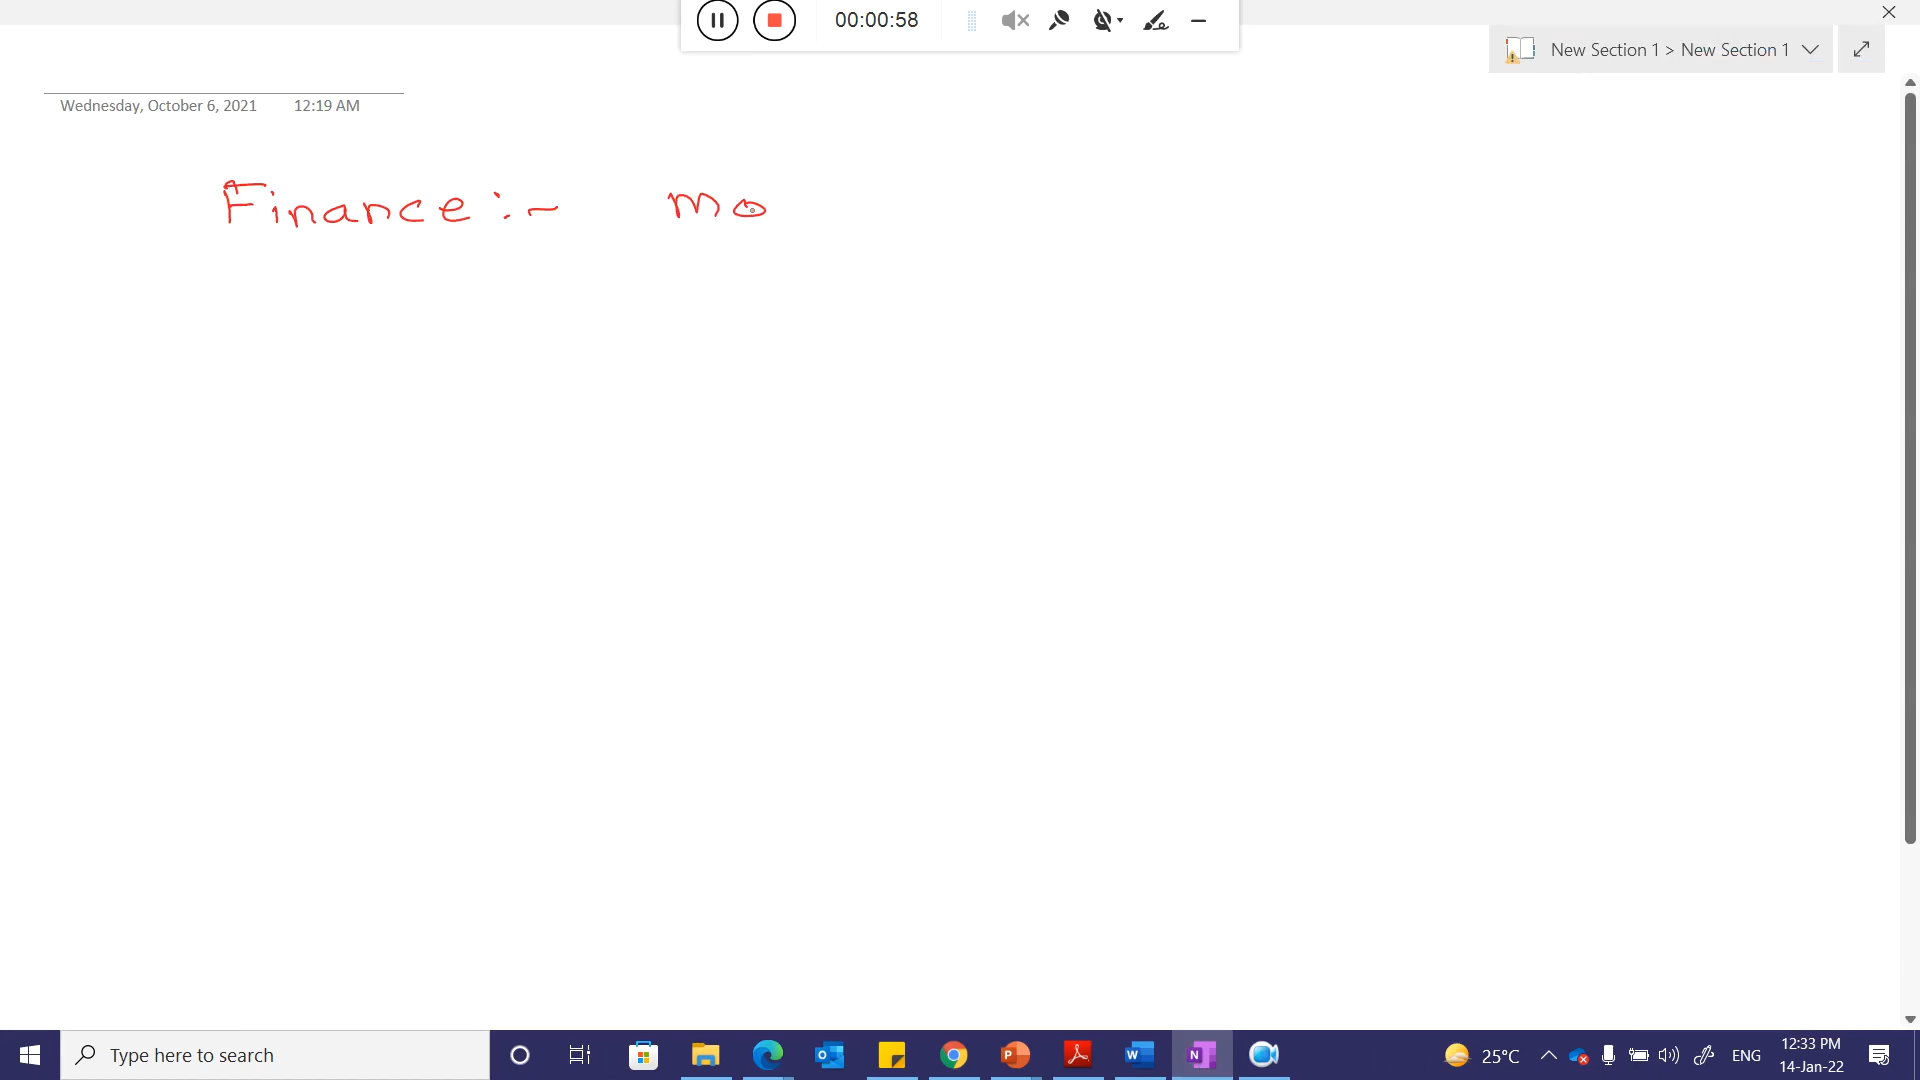 00:00:58
New Section 1 > New Section 1
Wednesday, October 6, 2021 12:19 AM
Finance :- mo
Type here to search
25°C
ENG
12:33 PM
14-Jan-22